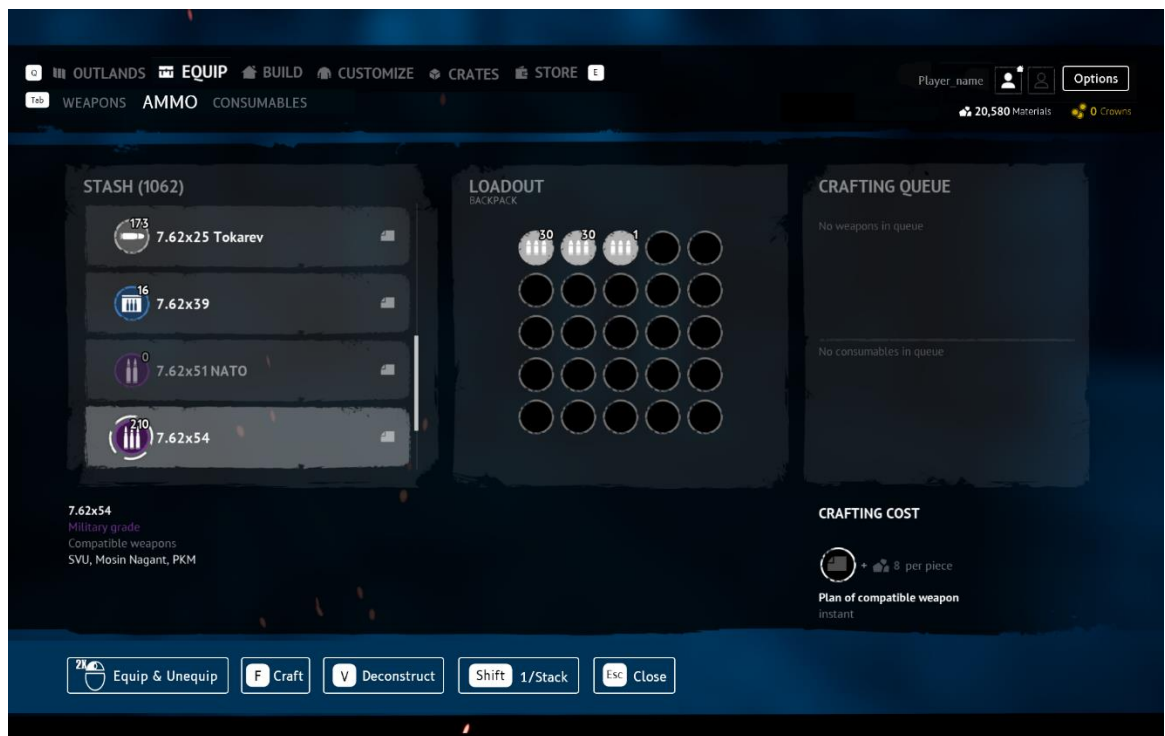 Q OUTLANDS EQUIP BUILD CUSTOMIZE CRATES STORE E
Player_name Options
Tab WEAPONS AMMO CONSUMABLES
20,580 Materials 0 Crowns
STASH (1062)
173
7.62x25 Tokarev
16
7.62x39
0
7.62x51 NATO
210
7.62x54
LOADOUT
BACKPACK
30 30 1
CRAFTING QUEUE
No weapons in queue
No consumables in queue
7.62x54
Military grade
Compatible weapons
SVU, Mosin Nagant, PKM
CRAFTING COST
+ 8 per piece
Plan of compatible weapon
instant
2X Equip & Unequip F Craft V Deconstruct Shift 1/Stack Esc Close